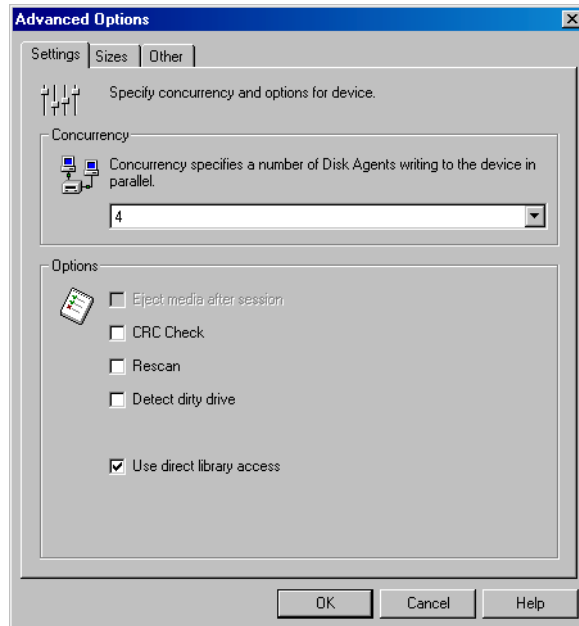 Advanced Options
Settings Sizes Other
Specify concurrency and options for device.
Concurrency
Concurrency specifies a number of Disk Agents writing to the device in
parallel.
4
Options
Eject media after session
CRC Check
Rescan
Detect dirty drive
Use direct library access
OK Cancel Help